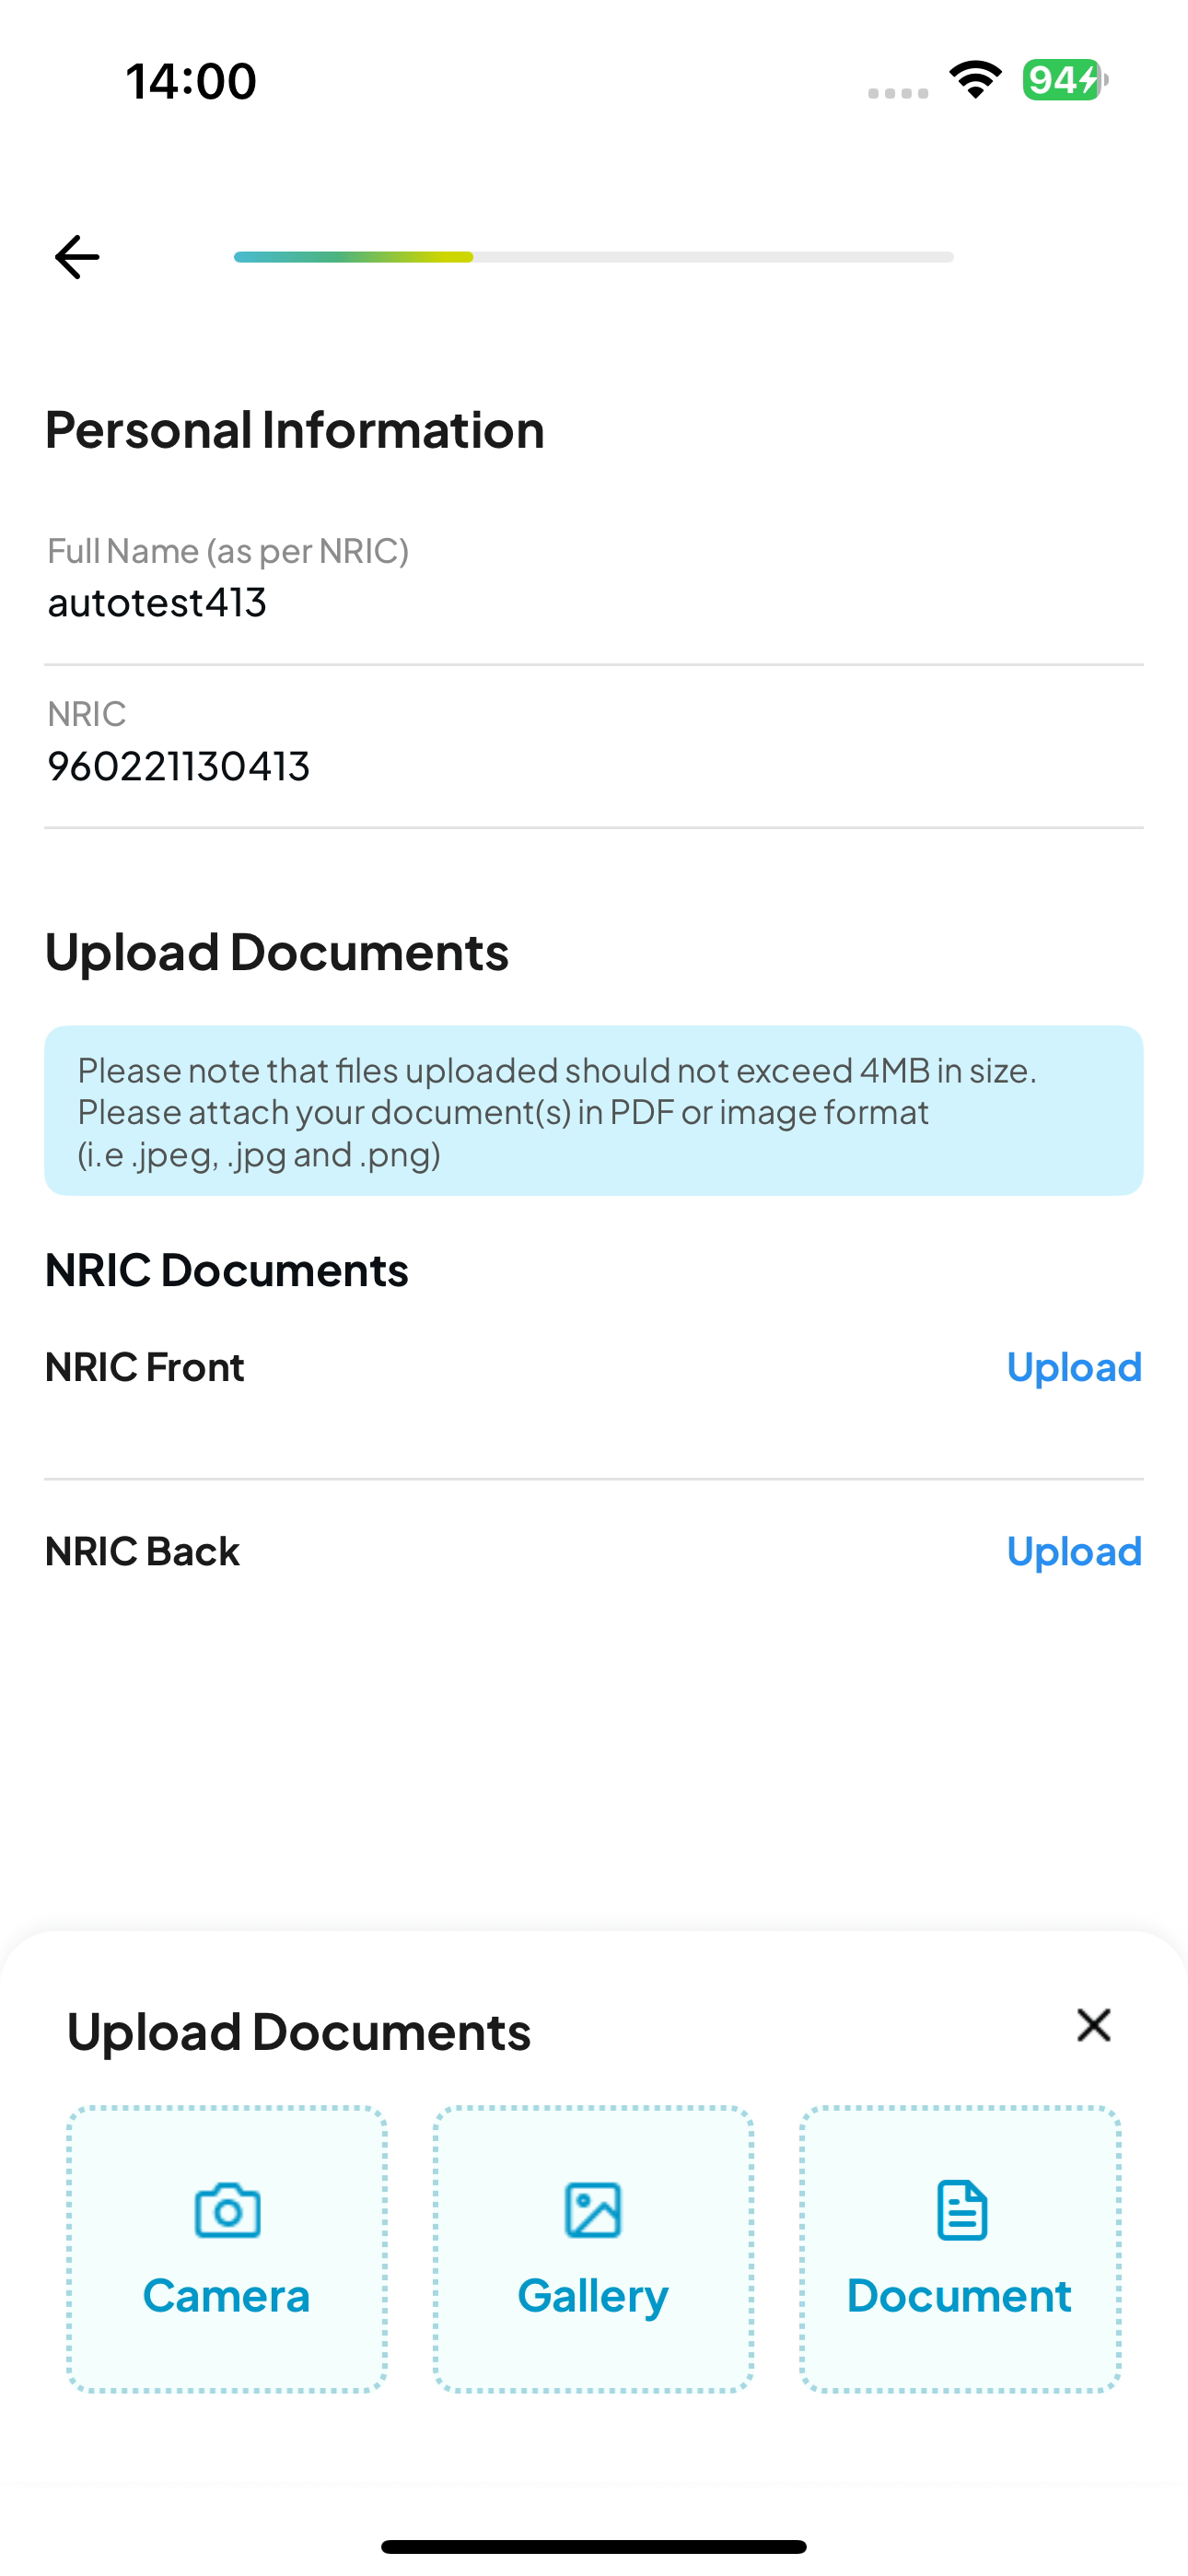 14:00
94
Personal Information
Full Name (as per NRIC)
autotest413
NRIC
960221130413
Upload Documents
Please note that files uploaded should not exceed 4MB in size.
Please attach your document(s) in PDF or image format
(i.e .jpeg, .jpg and .png)
NRIC Documents
NRIC Front
Upload
NRIC Back
Upload
Upload Documents
Camera
Gallery
Document